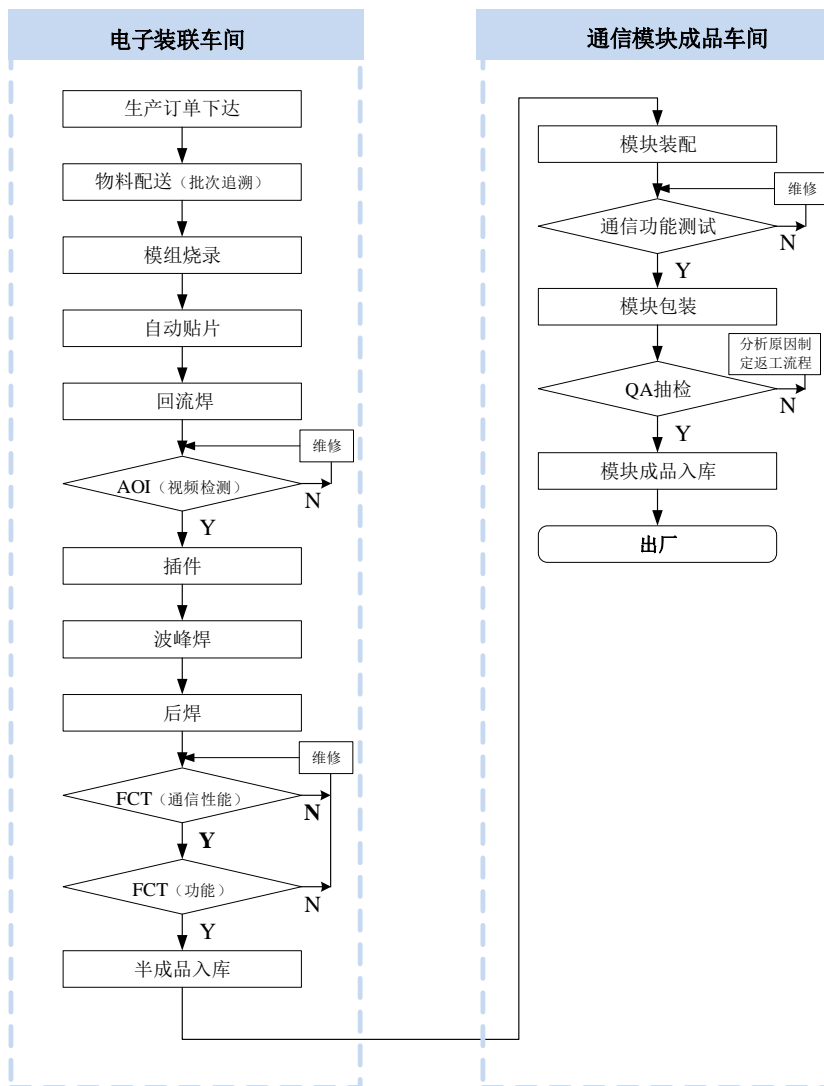 电子装联车间
生产订单下达
物料配送（批次追溯）
模组烧录
自动贴片
回流焊
维修
AOI（视频检测）
N
Y
插件
波峰焊
后焊
维修
FCT（通信性能）
N
Y
FCT（功能）
N
Y
半成品入库
通信模块成品车间
模块装配
维修
通信功能测试
N
Y
模块包装
分析原因制
定返工流程
QA抽检
N
Y
模块成品入库
出厂